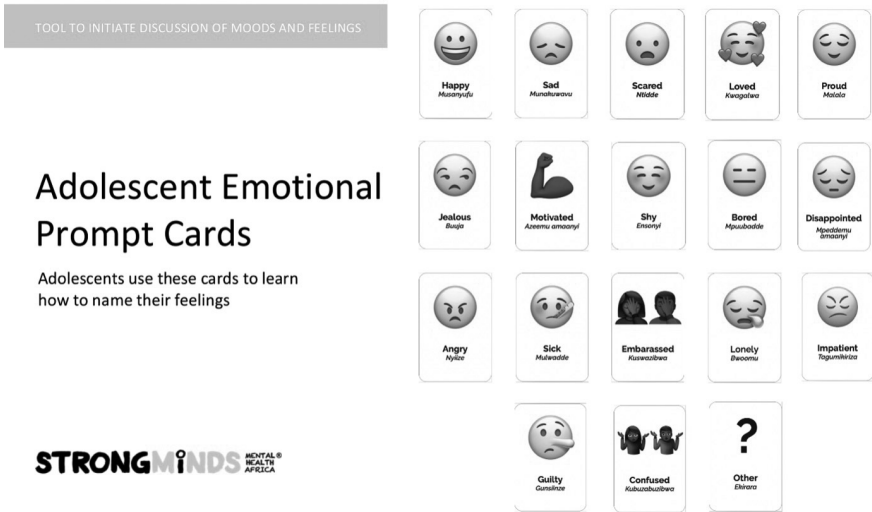 TOOL TO INITIATE DISCUSSION OF MOODS AND FEELINGS
Adolescent Emotional
Prompt Cards
Adolescents use these cards to learn
how to name their feelings
STRONGMINDS MENTAL®
HEALTH
AFRICA
Happy
Musanyufu
Sad
Munakuwavu
Scared
Ntidde
Loved
Kwagalwa
Proud
Malala
Jealous
Buuja
Motivated
Azeemu amaanyi
Shy
Ensonyi
Bored
Mpuubadde
Disappointed
Mpeddemu
amaanyi
Angry
Nyiize
Sick
Mulwadde
Embarassed
Kuswazibwa
Lonely
Bwoomu
Impatient
Tagumikiriza
Guilty
Gunsiinze
Confused
Kubuzabuzibwa
?
Other
Ekirara